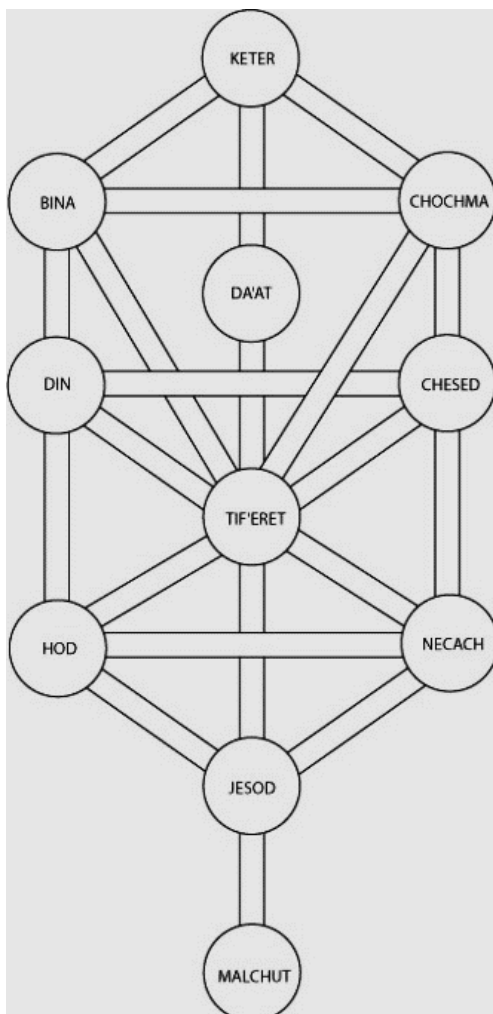 KETER
BINA
CHOCHMA
DA'AT
DIN
CHESED
TIF'ERET
HOD
NECACH
JESOD
MALCHUT